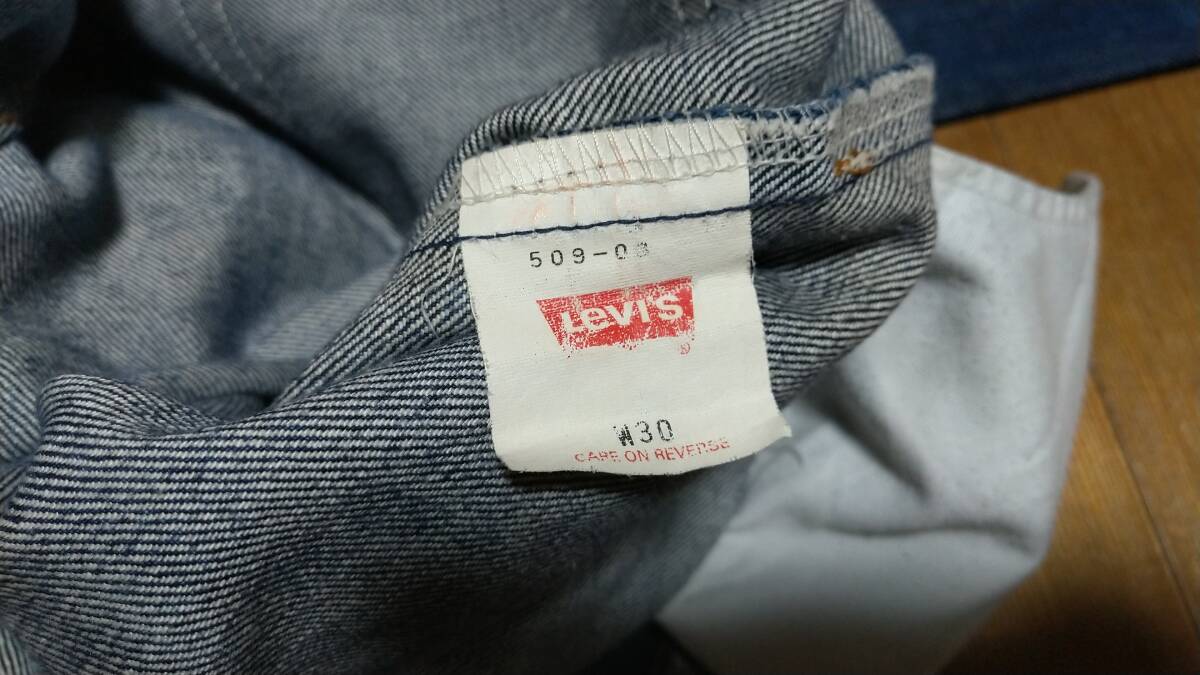 509-03
LEVI'S
®
W30
CARE ON REVERSE